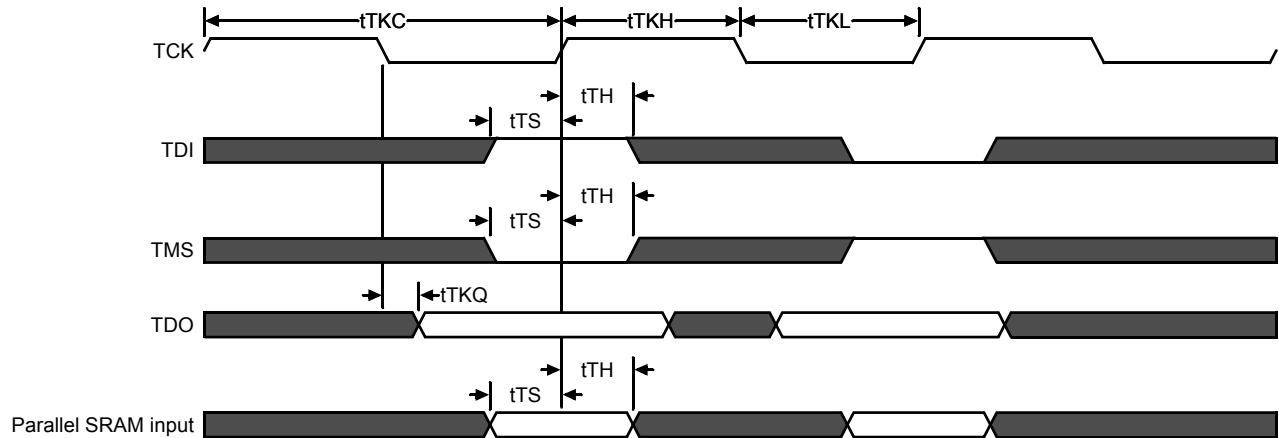 tTKC tTKH tTKL
TCK
tTH
tTS
TDI
tTH
tTS
TMS
tTKQ
TDO
tTH
tTS
Parallel SRAM input